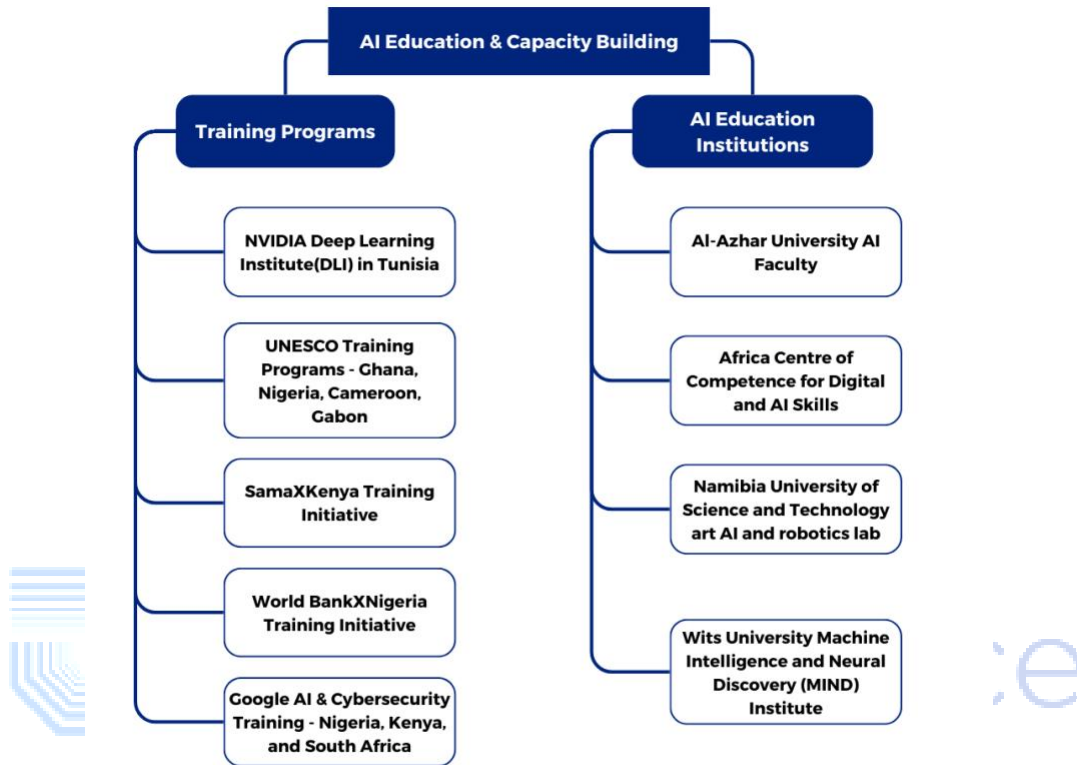 AI Education & Capacity Building
Training Programs
NVIDIA Deep Learning
Institute(DLI) in Tunisia
UNESCO Training
Programs - Ghana,
Nigeria, Cameroon,
Gabon
SamaXKenya Training
Initiative
World BankXNigeria
Training Initiative
Google AI & Cybersecurity
Training - Nigeria, Kenya,
and South Africa
AI Education
Institutions
Al-Azhar University AI
Faculty
Africa Centre of
Competence for Digital
and AI Skills
Namibia University of
Science and Technology
art AI and robotics lab
Wits University Machine
Intelligence and Neural
Discovery (MIND)
Institute